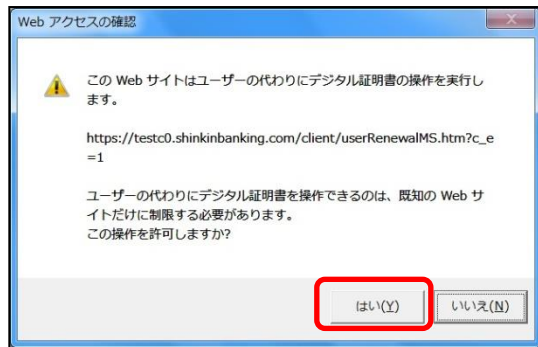 Web アクセスの確認
この Web サイトはユーザーの代わりにデジタル証明書の操作を実行し
ます。
https://testc0.shinkinbanking.com/client/userRenewalMS.htm?c_e
=1
ユーザーの代わりにデジタル証明書を操作できるのは、既知の Web サ
イトだけに制限する必要があります。
この操作を許可しますか?
はい(Y)
いいえ(N)